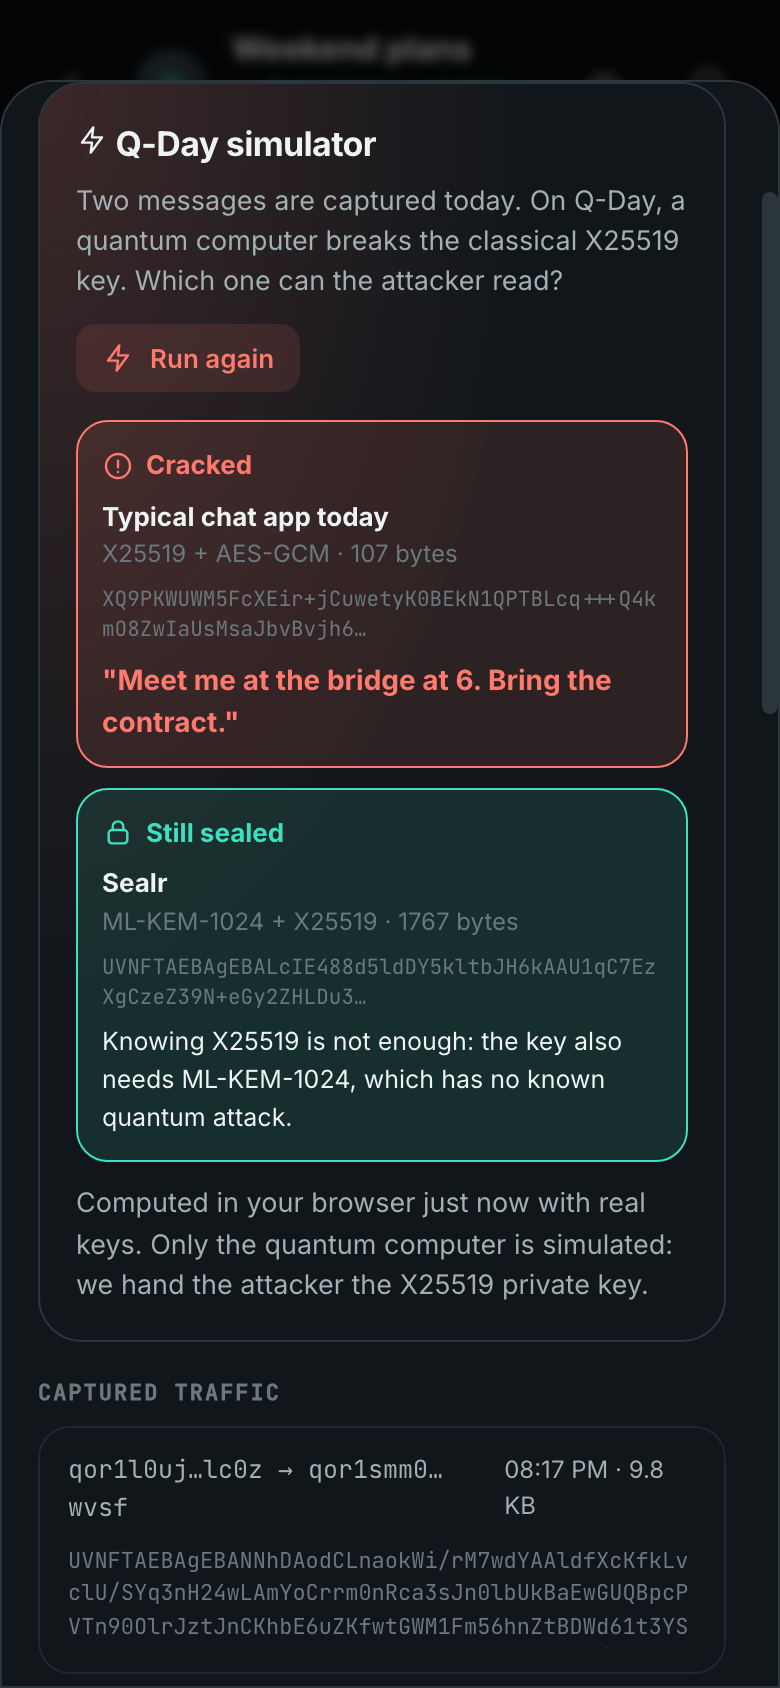 Weekend plans
Q-Day simulator
Two messages are captured today. On Q-Day, a
quantum computer breaks the classical X25519
key. Which one can the attacker read?
Run again
Cracked
Typical chat app today
X25519 + AES-GCM · 107 bytes
XQ9PKWUWM5FcXEir+jCuwetyK0BEkN1QPTBLcq+++Q4k
mO8ZwIaUsMsaJbvBvjh6…
"Meet me at the bridge at 6. Bring the
contract."
Still sealed
Sealr
ML-KEM-1024 + X25519 · 1767 bytes
UVNFTAEBAgEBALcIE488d5ldDY5kltbJH6kAAU1qC7Ez
XgCzeZ39N+eGy2ZHLDu3…
Knowing X25519 is not enough: the key also
needs ML-KEM-1024, which has no known
quantum attack.
Computed in your browser just now with real
keys. Only the quantum computer is simulated:
we hand the attacker the X25519 private key.
CAPTURED TRAFFIC
qor1l0uj…lc0z → qor1smm0… 08:17 PM · 9.8
wvsf KB
UVNFTAEBAgEBANNhDAodCLnaokWi/rM7wdYAAldfXcKfkLv
clU/SYq3nH24wLAmYoCrrm0nRca3sJn0lbUkBaEwGUQBpcP
VTn90OlrJztJnCKhbE6uZKfwtGWM1Fm56hnZtBDWd61t3YS